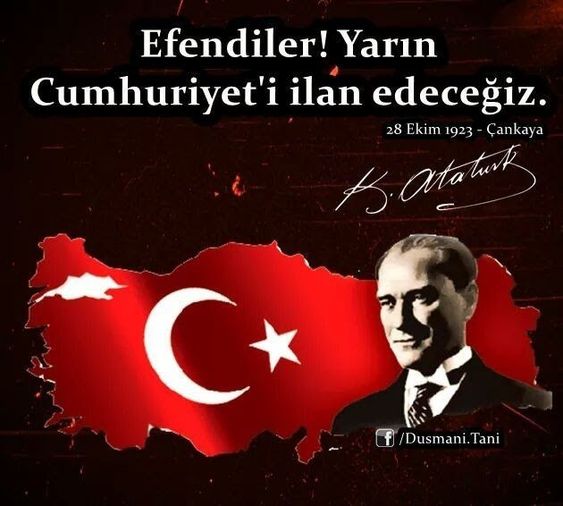 Efendiler! Yarın
Cumhuriyet'i ilan edeceğiz.
28 Ekim 1923 - Çankaya
K. Atatürk
f /Dusmani.Tani